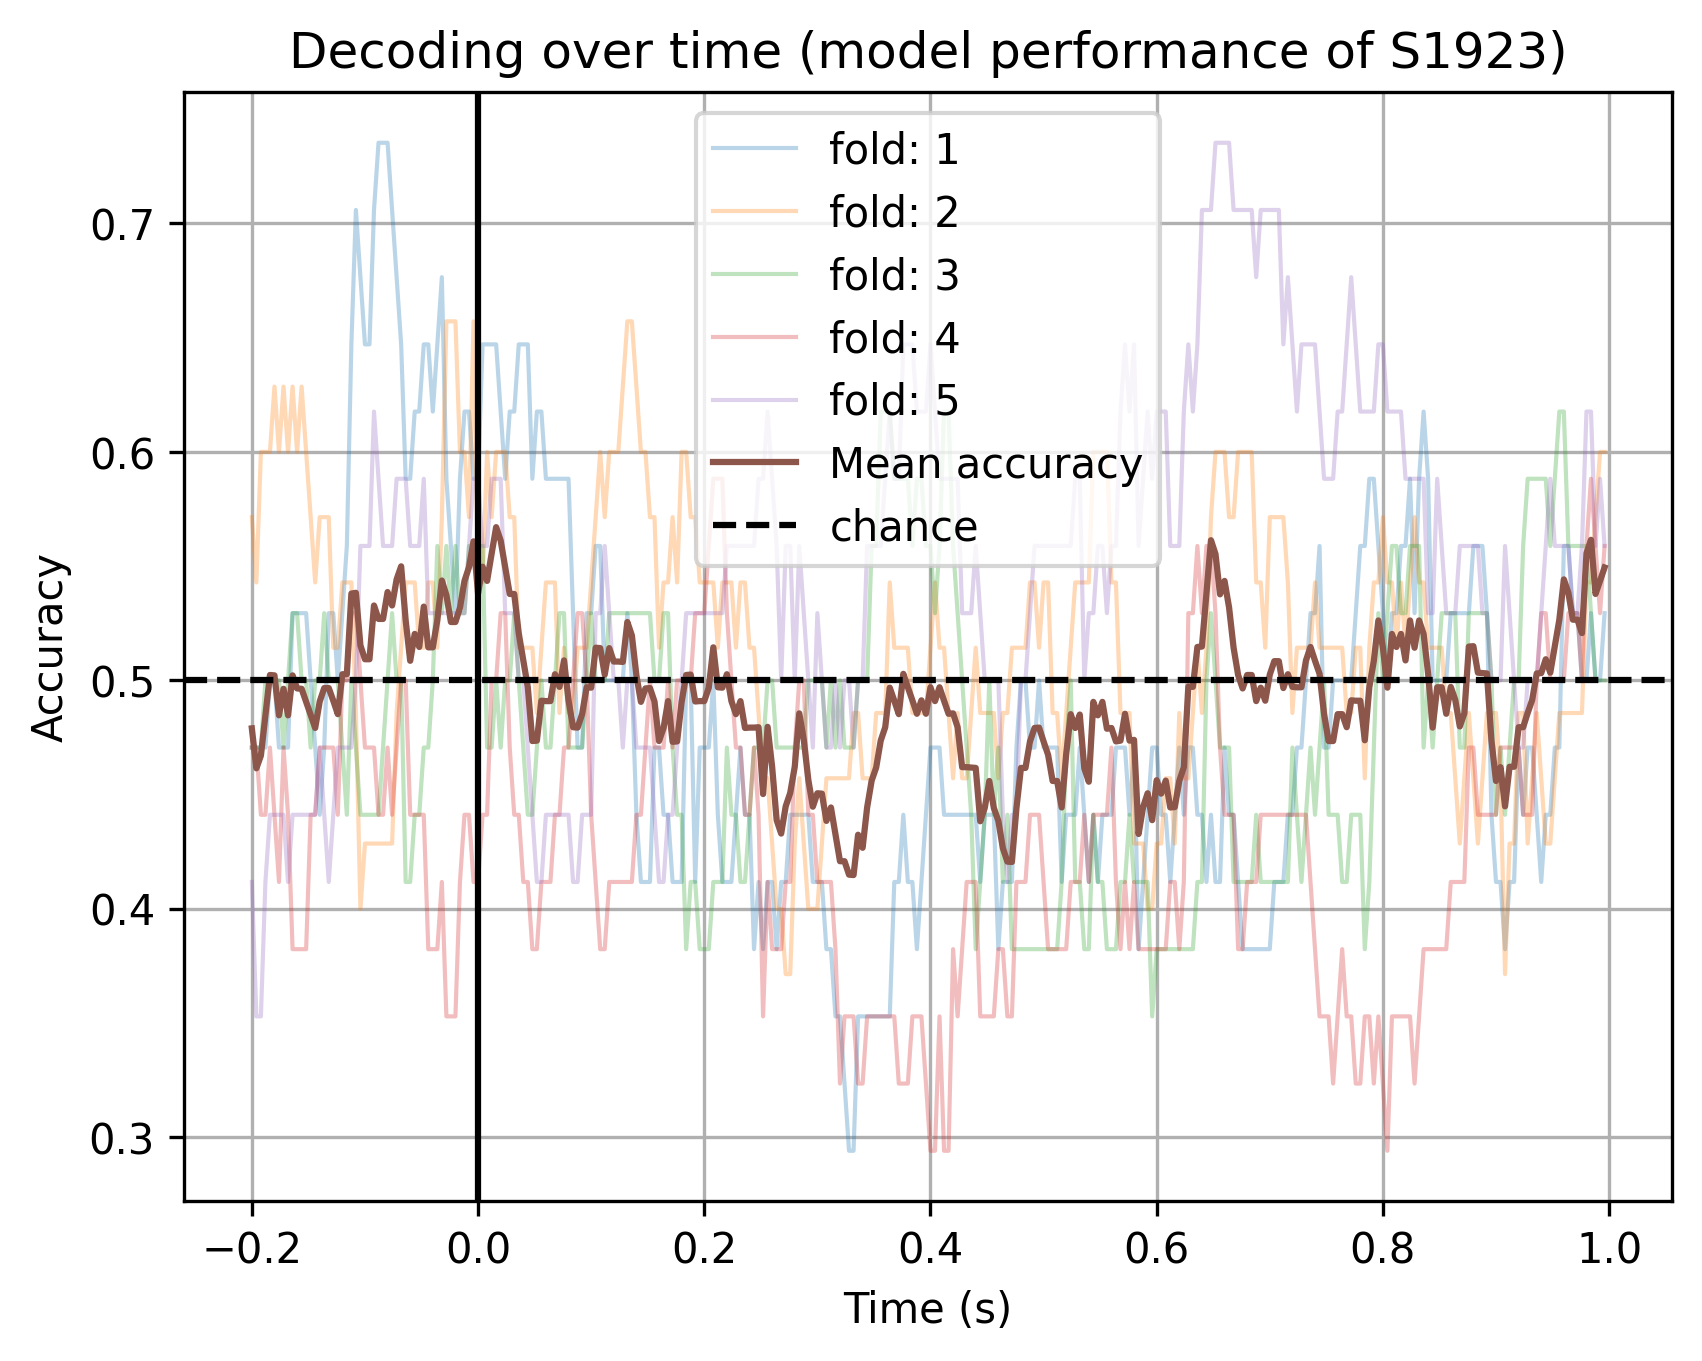 Decoding over time (model performance of S1923)
fold: 1
fold: 2
fold: 3
fold: 4
fold: 5
Mean accuracy
chance
Accuracy
0.7
0.6
0.5
0.4
0.3
−0.2 0.0 0.2 0.4 0.6 0.8 1.0
Time (s)